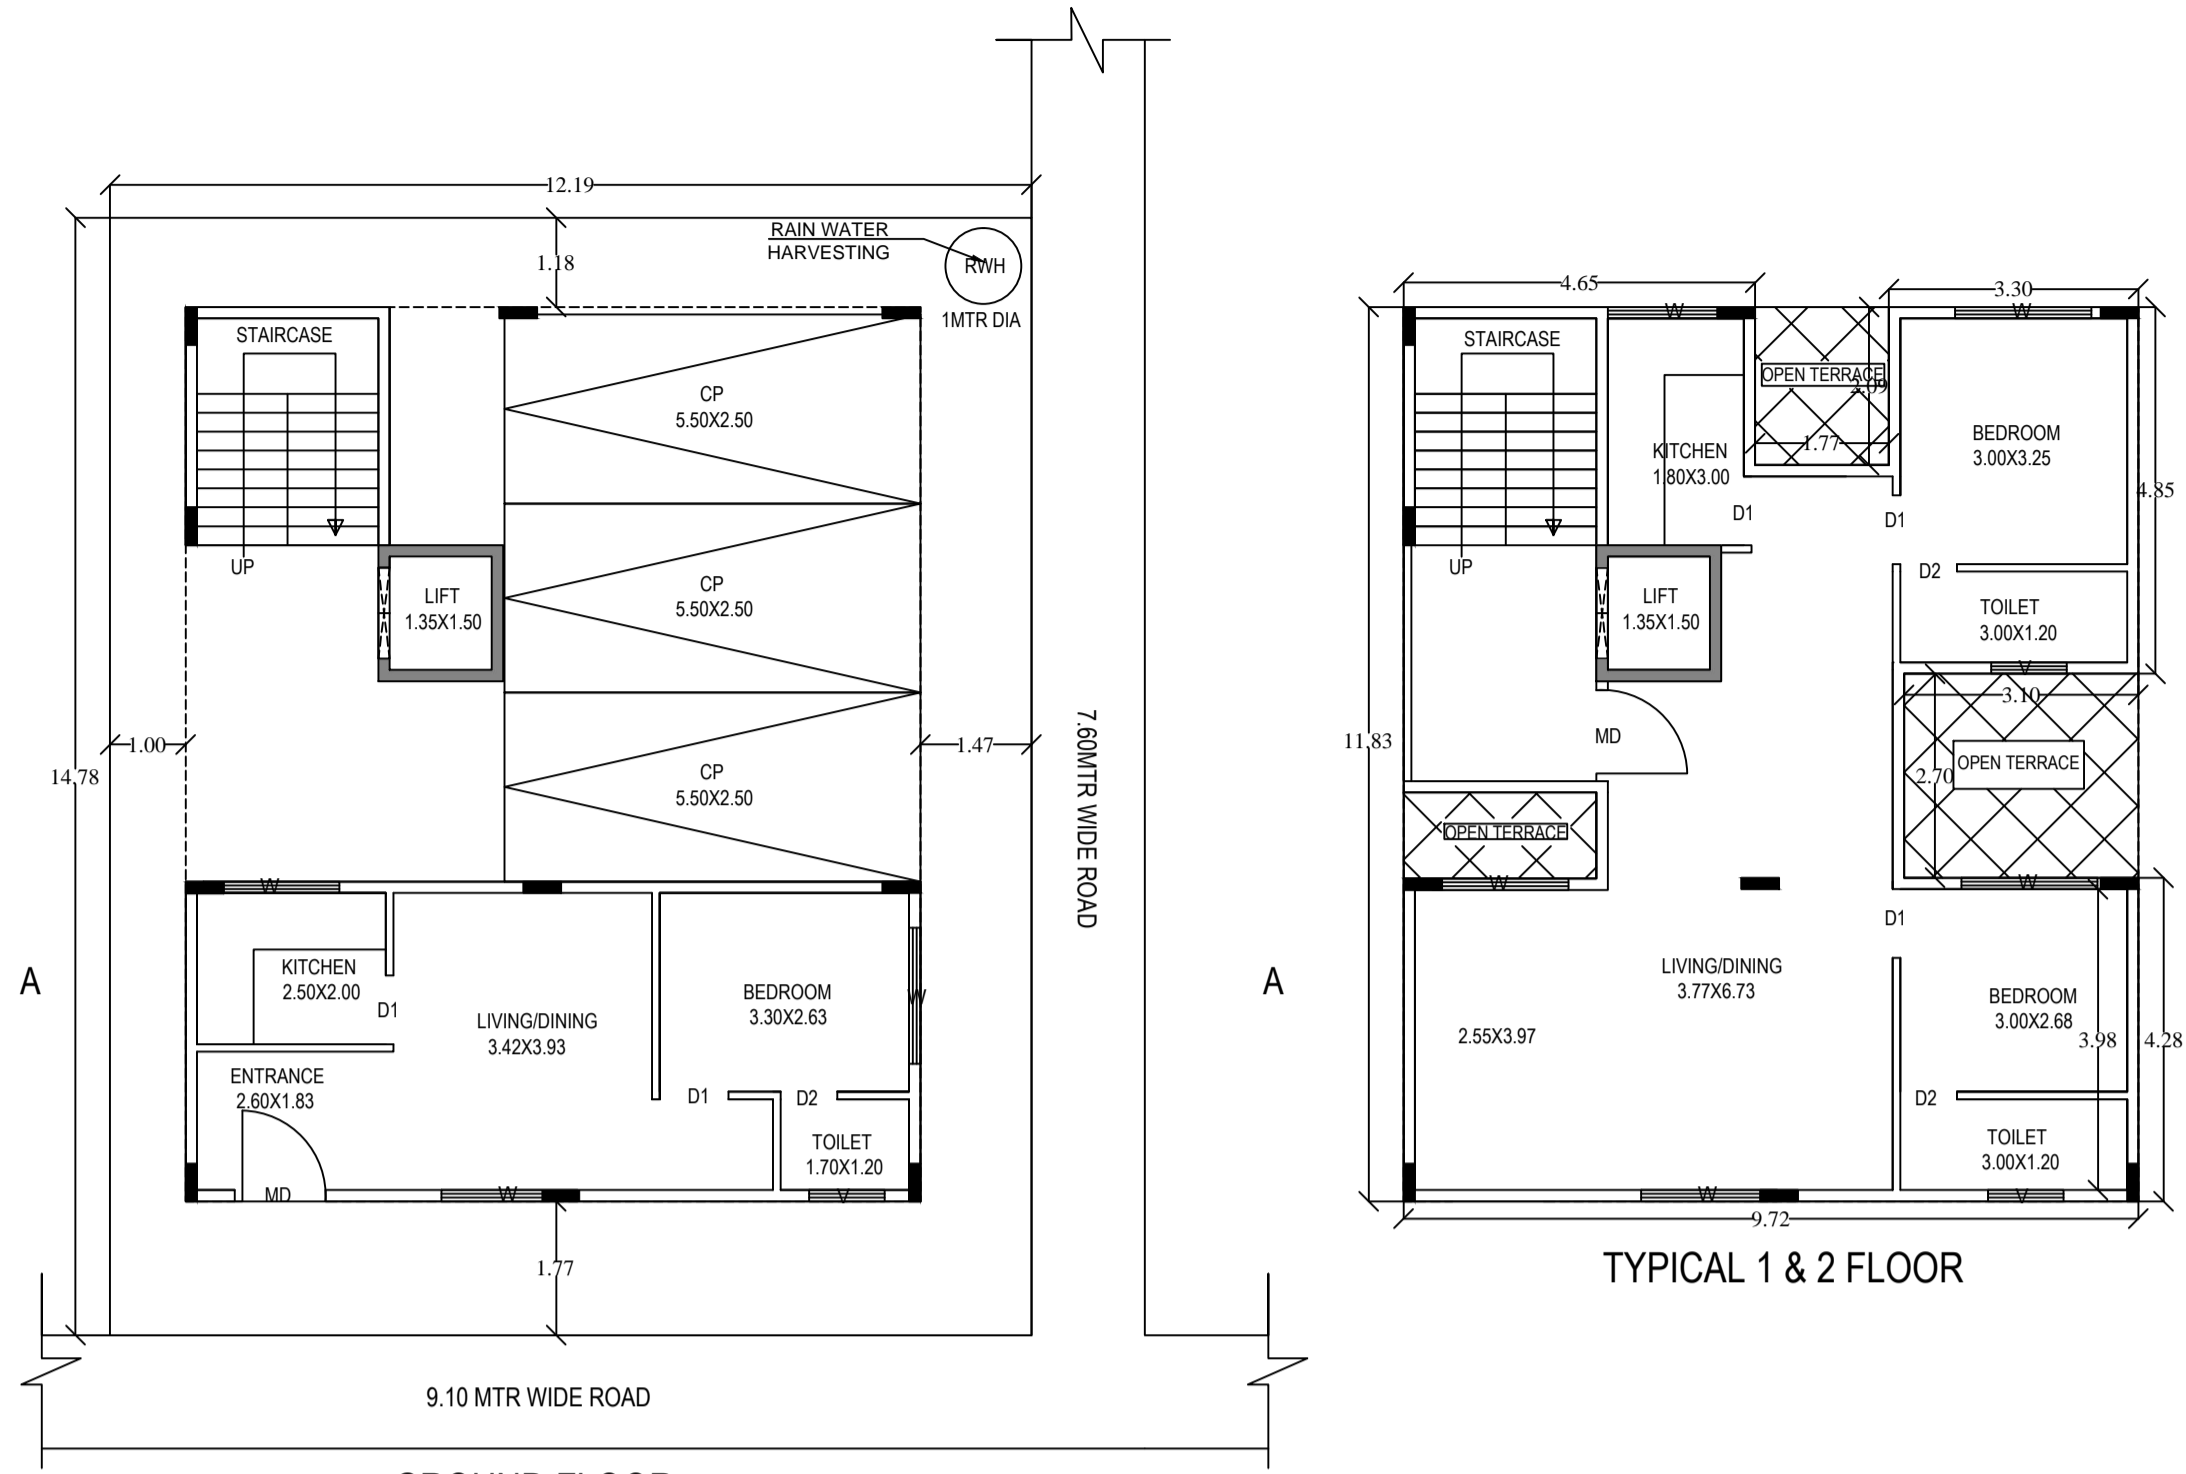 12.19
RAIN WATER
HARVESTING
RWH
1MTR DIA
1.18
STAIRCASE
UP
CP
5.50X2.50
LIFT
1.35X1.50
CP
5.50X2.50
CP
5.50X2.50
1.00
1.47
14.78
7.60MTR WIDE ROAD
W
KITCHEN
2.50X2.00
D1
LIVING/DINING
3.42X3.93
BEDROOM
3.30X2.63
W
ENTRANCE
2.60X1.83
D1
D2
TOILET
1.70X1.20
MD
W
V
A
A
1.77
9.10 MTR WIDE ROAD
GROUND FLOOR
4.65
3.30
W
W
STAIRCASE
UP
OPEN TERRACE
2.09
1.77
KITCHEN
1.80X3.00
D1
BEDROOM
3.00X3.25
D1
4.85
D2
LIFT
1.35X1.50
TOILET
3.00X1.20
V
3.10
MD
11.83
OPEN TERRACE
2.70
OPEN TERRACE
W
W
D1
LIVING/DINING
3.77X6.73
2.55X3.97
BEDROOM
3.00X2.68
3.98
4.28
D2
TOILET
3.00X1.20
W
V
9.72
TYPICAL 1 & 2 FLOOR